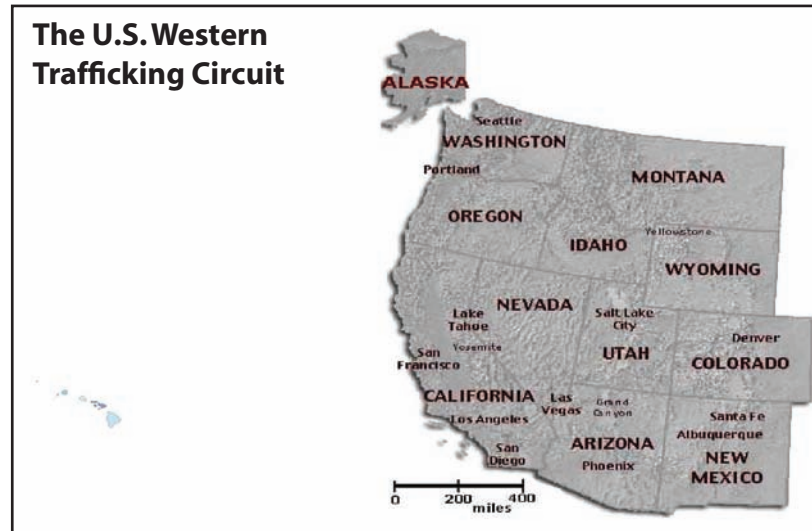 The U.S. Western
Trafficking Circuit
ALASKA
Seattle
WASHINGTON
Portland
MONTANA
OREGON
Yellowstone
IDAHO
WYOMING
NEVADA
Lake
Tahoe
Salt Lake
City
Denver
San
Francisco
Yosemite
UTAH
COLORADO
CALIFORNIA
Las
Vegas
Grand
Canyon
Los Angeles
Santa Fe
Albuquerque
ARIZONA
San
Diego
Phoenix
NEW
MEXICO
0 200 400
miles